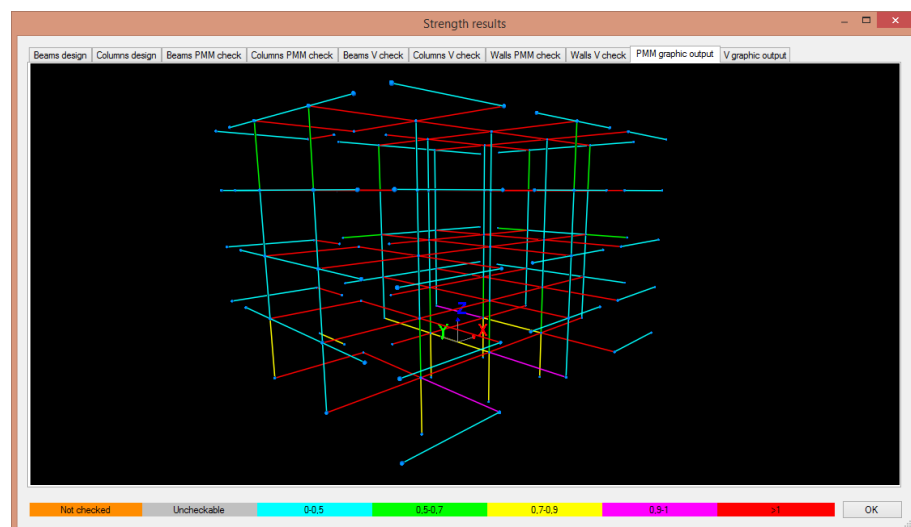 Strength results
Beams design Columns design Beams PMM check Columns PMM check Beams V check Columns V check Walls PMM check Walls V check PMM graphic output V graphic output
Z
Y X
Not checked Uncheckable 0-0,5 0,5-0,7 0,7-0,9 0,9-1 >1 OK